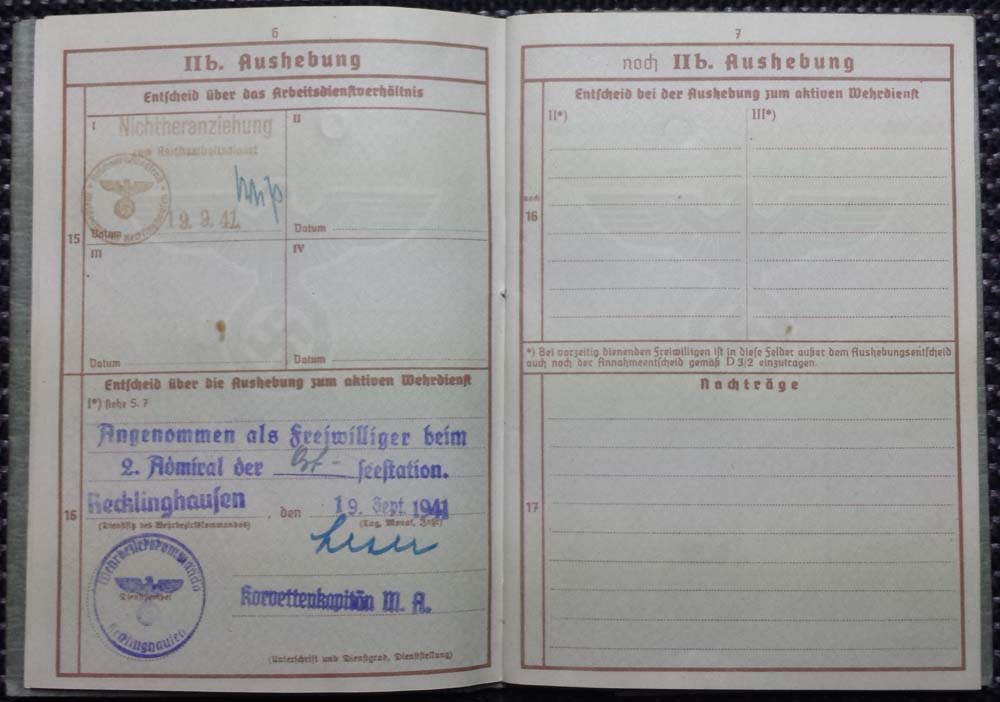 6
IIb. Aushebung
Entscheid über das Arbeitsdienstverhältnis
15
I
Nichtheranziehung
zum Reichsarbeitsdienst
19. 9. 41.
Datum
II
Datum
III
Datum
IV
Datum
Entscheid über die Aushebung zum aktiven Wehrdienst
16
I*) siehe S. 7
Angenommen als Freiwilliger beim
2. Admiral der Ost- seestation.
Recklinghausen, den 19. Sept 1941
(Dienstsitz des Wehrbezirkskommandos) (Tag, Monat, Jahr)
Wehrbezirkskommando
Dienststempel
Recklinghausen
Korvettenkapitän M. A.
(Unterschrift und Dienstgrad, Dienststellung)
7
noch IIb. Aushebung
Entscheid bei der Aushebung zum aktiven Wehrdienst
noch
16
II*)
III*)
*) Bei vorzeitig dienenden Freiwilligen ist in diese Felder außer dem Aushebungsentscheid
auch noch der Annahmeentscheid gemäß D 3/2 einzutragen.
Nachträge
17